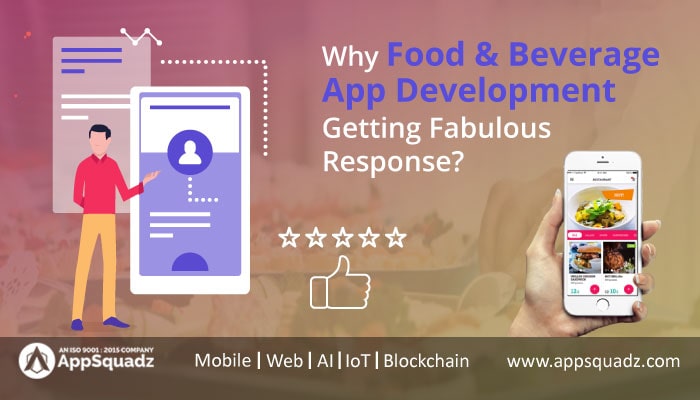 Why Food & Beverage
App Development
Getting Fabulous
Response?
RESTAURANT
AN ISO 9001 : 2015 COMPANY
AppSquadz
Mobile | Web | AI | IoT | Blockchain
www.appsquadz.com